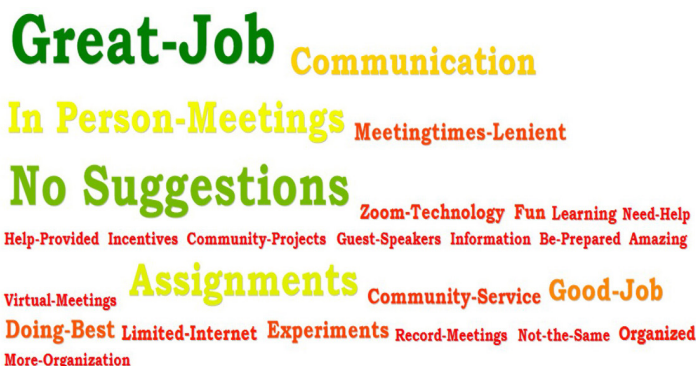 Great-Job Communication
In Person-Meetings Meetingtimes-Lenient
No Suggestions Zoom-Technology Fun Learning Need-Help
Help-Provided Incentives Community-Projects Guest-Speakers Information Be-Prepared Amazing
Virtual-Meetings Assignments Community-Service Good-Job
Doing-Best Limited-Internet Experiments Record-Meetings Not-the-Same Organized
More-Organization